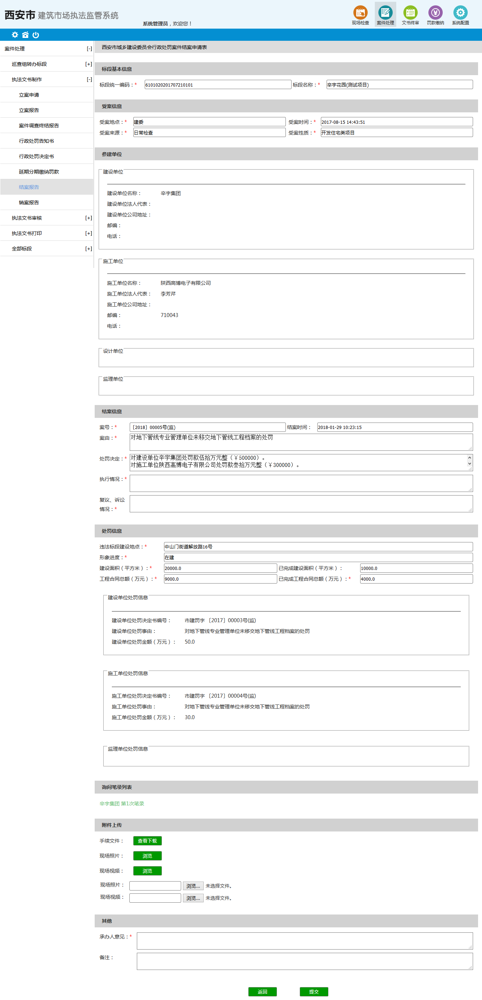 西安市 建筑市场执法监管系统
系统管理员，欢迎您！
现场检查 案件处理 文书终审 罚款缴纳 系统配置
案件处理 [-]
巡查组转办标段 [+]
执法文书制作 [-]
立案申请
立案报告
案件调查终结报告
行政处罚告知书
行政处罚决定书
延期分期缴纳罚款
结案报告
销案报告
执法文书审核 [+]
执法文书打印 [+]
全部标段 [+]
西安市城乡建设委员会行政处罚案件结案申请表
标段基本信息
标段统一编码：* 6101020201707210101 标段名称：* 辛宇花园(测试项目)
受案信息
受案地点：* 建委 受案时间：* 2017-08-15 14:43:51
受案来源：* 日常检查 受案性质：* 开发住宅类项目
参建单位
建设单位
建设单位名称： 辛宇集团
建设单位法人代表：
建设单位公司地址：
邮编：
电话：
施工单位
施工单位名称： 陕西高博电子有限公司
施工单位法人代表： 李芳芹
施工单位公司地址：
邮编： 710043
电话：
设计单位
监理单位
结案信息
案号：* 〔2018〕00005号(监) 结案时间： 2018-01-29 10:23:15
案由：* 对地下管线专业管理单位未移交地下管线工程档案的处罚
处罚决定：* 对建设单位辛宇集团处罚款伍拾万元整（￥500000）。
对施工单位陕西高博电子有限公司处罚款叁拾万元整（￥300000）。
执行情况：*
复议、诉讼
情况：*
处罚信息
违法标段建设地点：* 中山门街道解放路16号
形象进度：* 在建
建设面积（平方米）：* 20000.0 已完成建设面积（平方米）： 10000.0
工程合同总额（万元）：* 9000.0 已完成工程合同总额（万元）：* 4000.0
建设单位处罚信息
建设单位处罚决定书编号： 市建罚字 〔2017〕00003号(监)
建设单位处罚事由： 对地下管线专业管理单位未移交地下管线工程档案的处罚
建设单位处罚金额（万元）： 50.0
施工单位处罚信息
施工单位处罚决定书编号： 市建罚字 〔2017〕00004号(监)
施工单位处罚事由： 对地下管线专业管理单位未移交地下管线工程档案的处罚
施工单位处罚金额（万元）： 30.0
监理单位处罚信息
询问笔录列表
辛宇集团 第1次笔录
附件上传
手续文件： 查看下载
现场照片： 浏览
现场视频： 浏览
现场照片： 浏览... 未选择文件。
现场视频： 浏览... 未选择文件。
其他
承办人意见：*
备注：
返回 提交